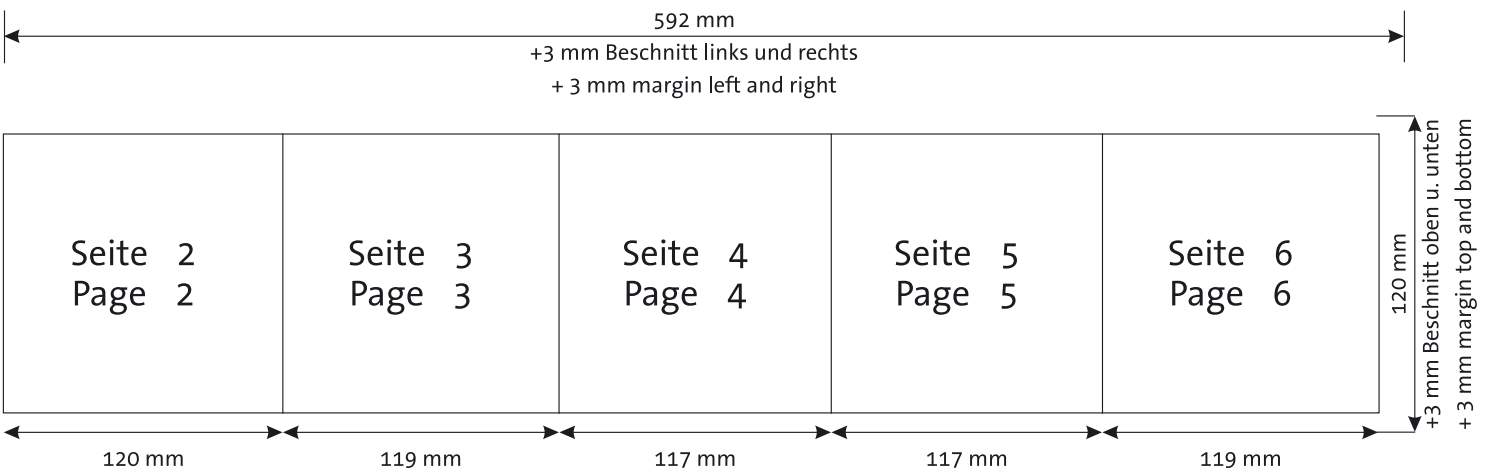 592 mm
+3 mm Beschnitt links und rechts
+ 3 mm margin left and right
Seite 2
Page 2
Seite 3
Page 3
Seite 4
Page 4
Seite 5
Page 5
Seite 6
Page 6
120 mm
+3 mm Beschnitt oben u. unten
+ 3 mm margin top and bottom
120 mm
119 mm
117 mm
117 mm
119 mm